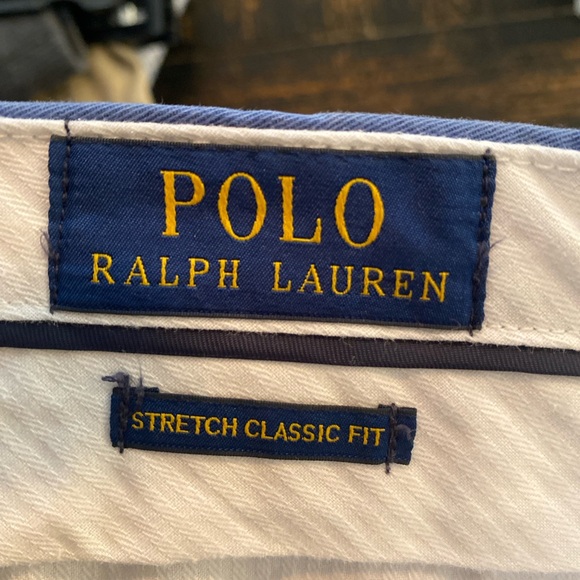 POLO
RALPH LAUREN
STRETCH CLASSIC FIT